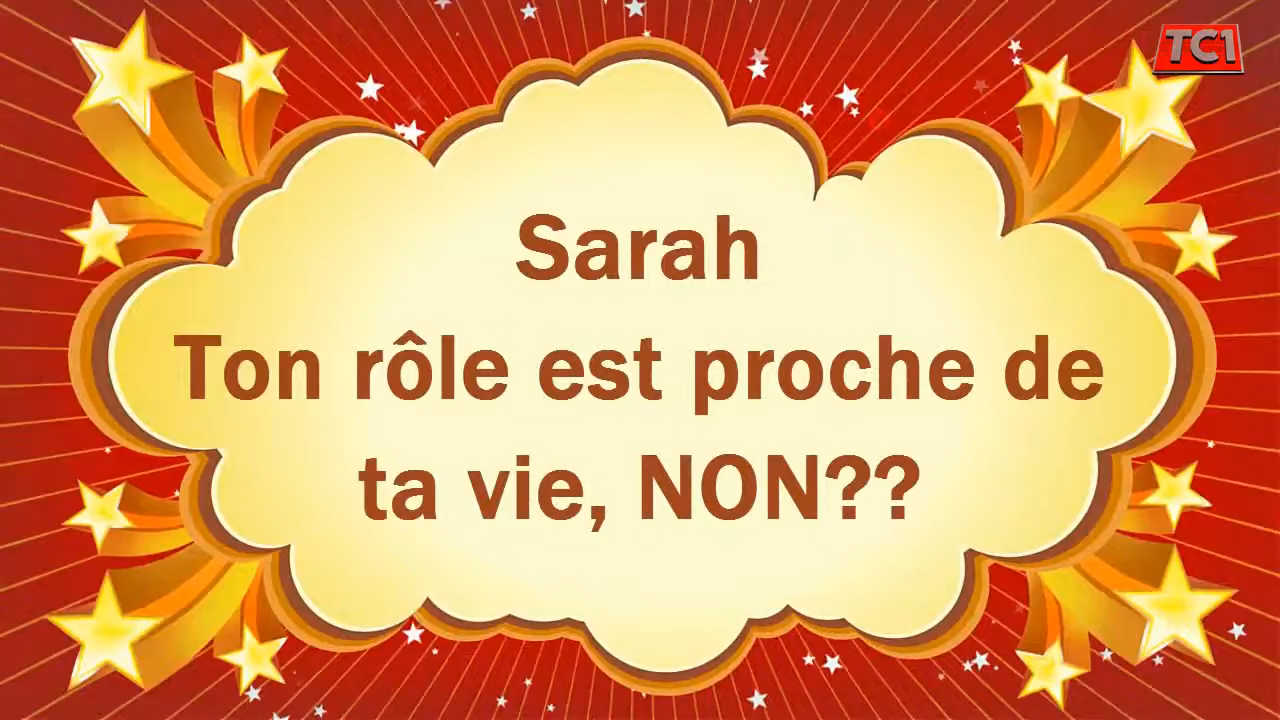 TC1
Sarah
Ton rôle est proche de
ta vie, NON??